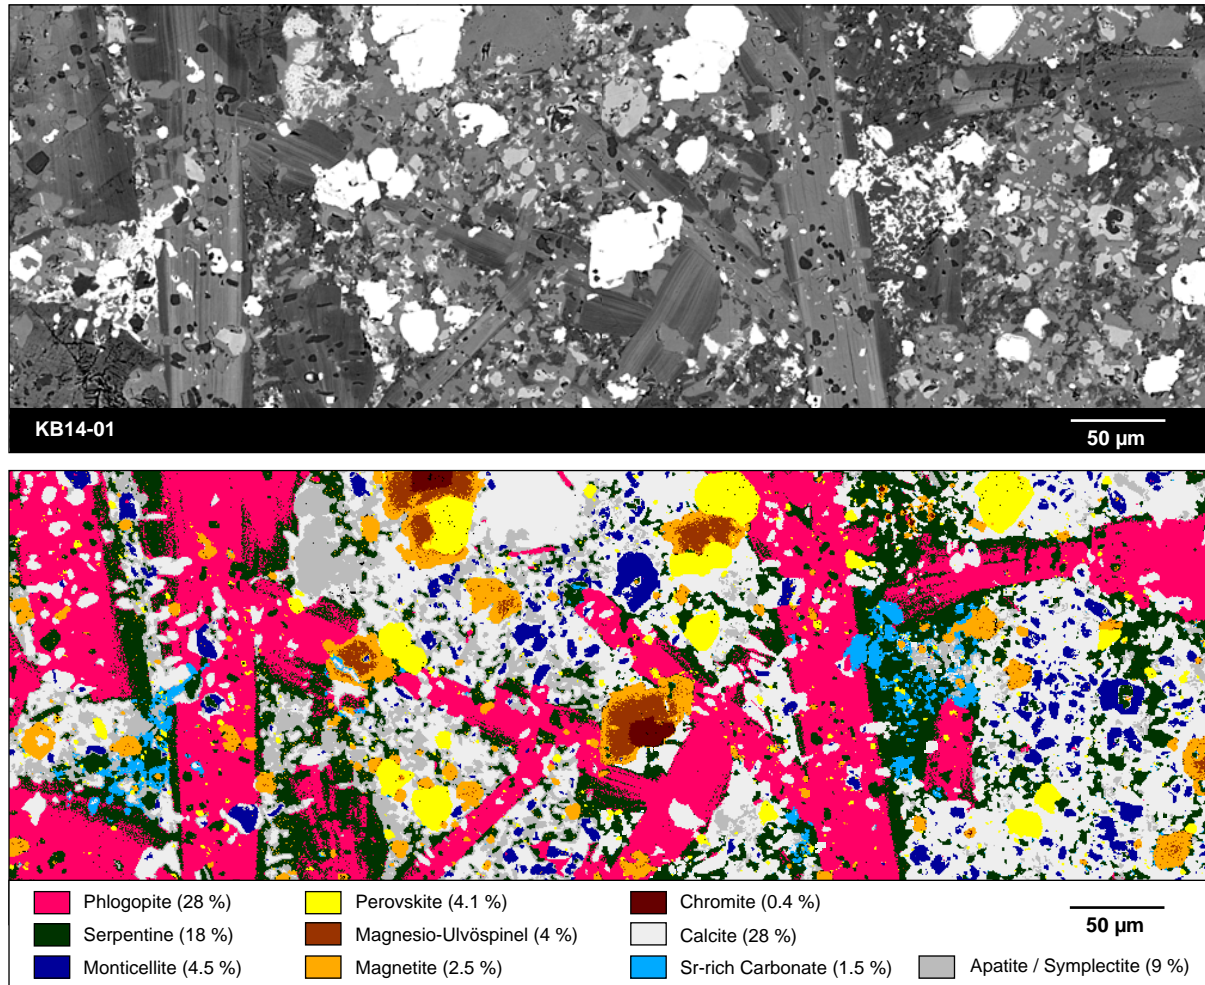 KB14-01
50 µm
Phlogopite (28 %)
Perovskite (4.1 %)
Chromite (0.4 %)
50 µm
Serpentine (18 %)
Magnesio-Ulvöspinel (4 %)
Calcite (28 %)
Monticellite (4.5 %)
Magnetite (2.5 %)
Sr-rich Carbonate (1.5 %)
Apatite / Symplectite (9 %)